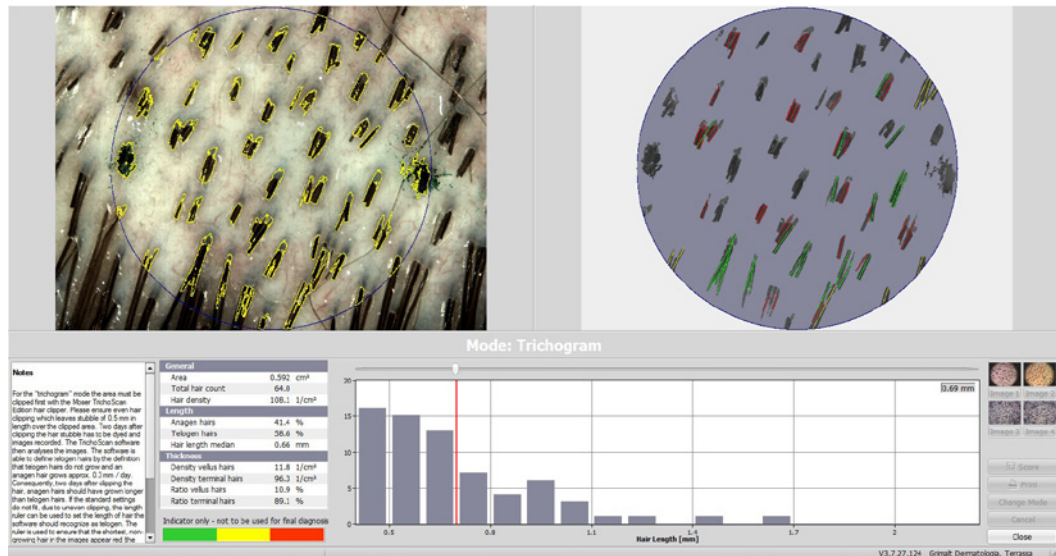 Mode: Trichogram
Notes
For the "trichogram" mode the area must be
clipped first with the Moser TrichoScan
Edition hair clipper. Please ensure even hair
clipping which leaves stubble of 0.5 mm in
length over the clipped area. Two days after
clipping the hair stubble has to be dyed and
images recorded. The TrichoScan software
then analyses the images. The software is
able to define telogen hairs by the definition
that telogen hairs do not grow and an
anagen hair grows approx. 0.3 mm / day.
Consequently, two days after clipping the
hair, anagen hairs should have grown longer
than telogen hairs. If the standard settings
do not fit, due to uneven clipping, the length
ruler can be used to set the length of hair the
software should recognize as telogen. The
ruler is used to ensure that the shortest, non-
growing hair in the images appear red the
General
Area 0.592 cm²
Total hair count 64.0
Hair density 108.1 1/cm²
Length
Anagen hairs 41.4 %
Telogen hairs 58.6 %
Hair length median 0.66 mm
Thickness
Density vellus hairs 11.8 1/cm²
Density terminal hairs 96.3 1/cm²
Ratio vellus hairs 10.9 %
Ratio terminal hairs 89.1 %
Indicator only - not to be used for final diagnosis
20
15
10
5
0
0.69 mm
0.5 0.8 1.1 1.4 1.7 2
Hair Length [mm]
Image 1 Image 2
Image 3 Image 4
Score
Print
Change Mode
Cancel
Close
V3.7.27.124 Grimalt Dermatologia, Terrassa